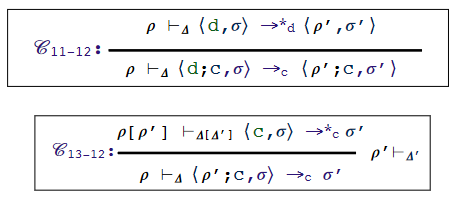 ρ ⊢Δ ⟨d,σ⟩ →*d ⟨ρ′,σ′⟩
𝒞11-12:
ρ ⊢Δ ⟨d;c,σ⟩ →c ⟨ρ′;c,σ′⟩
ρ[ρ′] ⊢Δ[Δ′] ⟨c,σ⟩ →*c σ′
𝒞13-12: ρ′⊢Δ′
ρ ⊢Δ ⟨ρ′;c,σ⟩ →c σ′